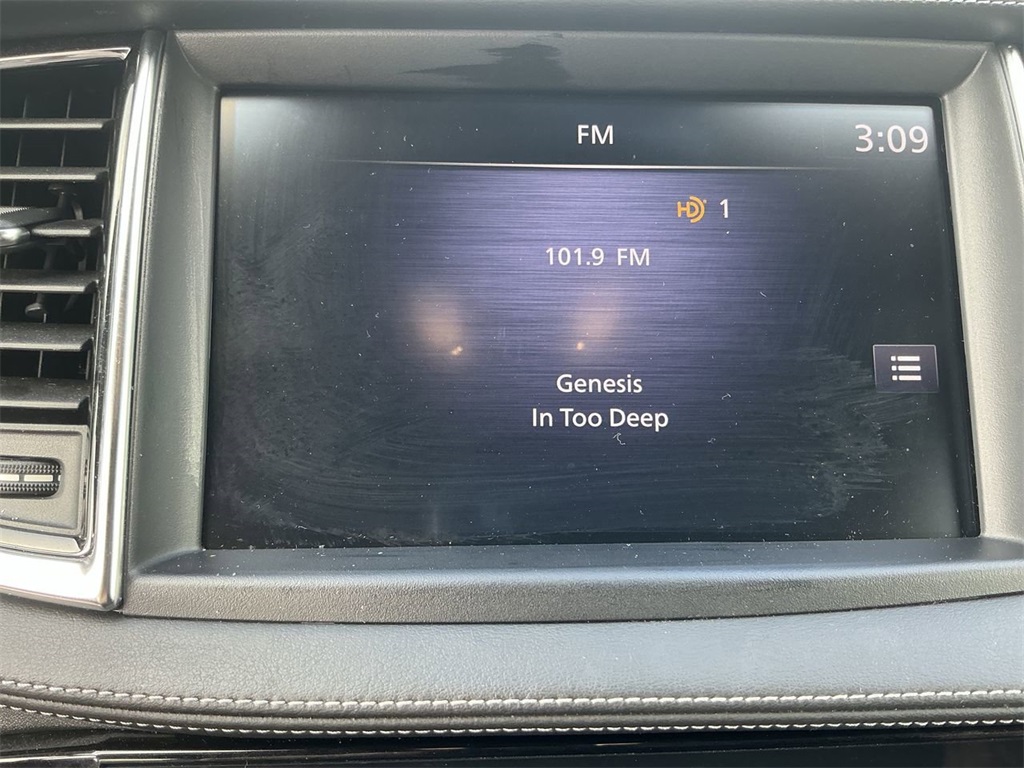 FM
3:09
HD 1
101.9 FM
Genesis
In Too Deep